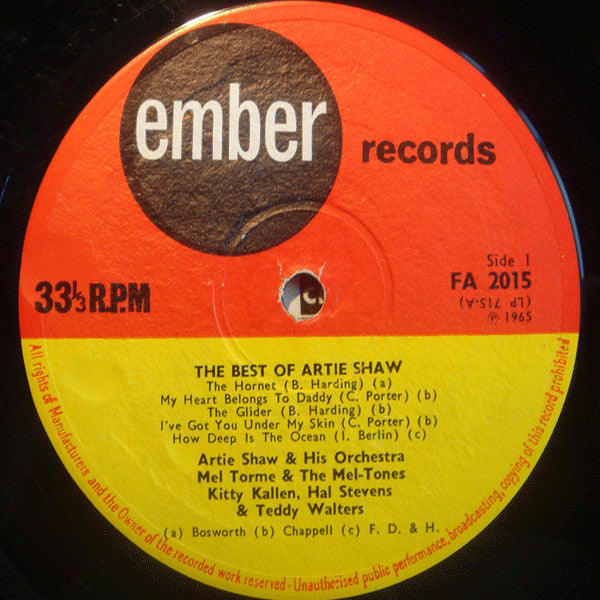 ember
records
33⅓ R.P.M
Side 1
FA 2015
(LP 715-A)
℗ 1965
THE BEST OF ARTIE SHAW
The Hornet (B. Harding) (a)
My Heart Belongs To Daddy (C. Porter) (b)
The Glider (B. Harding) (b)
I've Got You Under My Skin (C. Porter) (b)
How Deep Is The Ocean (I. Berlin) (c)
Artie Shaw & His Orchestra
Mel Torme & The Mel-Tones
Kitty Kallen, Hal Stevens
& Teddy Walters
(a) Bosworth (b) Chappell (c) F. D. & H.
All rights of Manufacturers and the Owner of the recorded work reserved - Unauthorised public performance, broadcasting, copying of this record prohibited